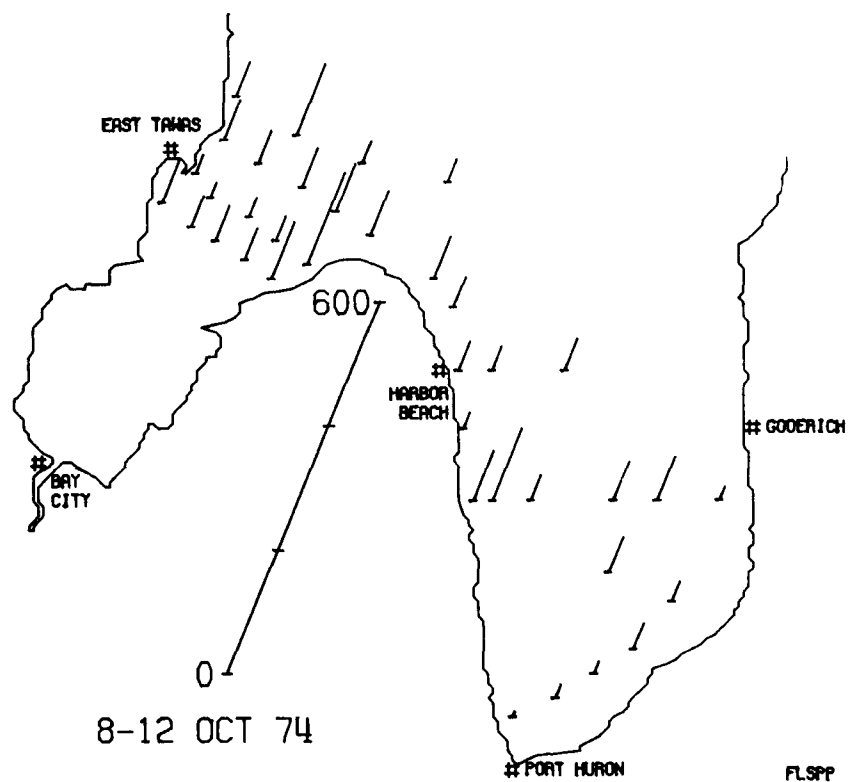 EAST TAWAS
#
600
#
HARBOR
BEACH
# GODERICH
#
BAY
CITY
0
8-12 OCT 74
# PORT HURON
FLSPP